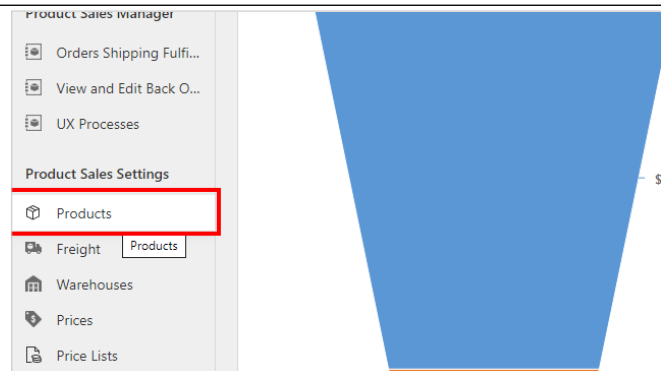 Product Sales Manager
Orders Shipping Fulfi...
View and Edit Back O...
UX Processes
Product Sales Settings
Products
Freight
Products
Warehouses
Prices
Price Lists
$